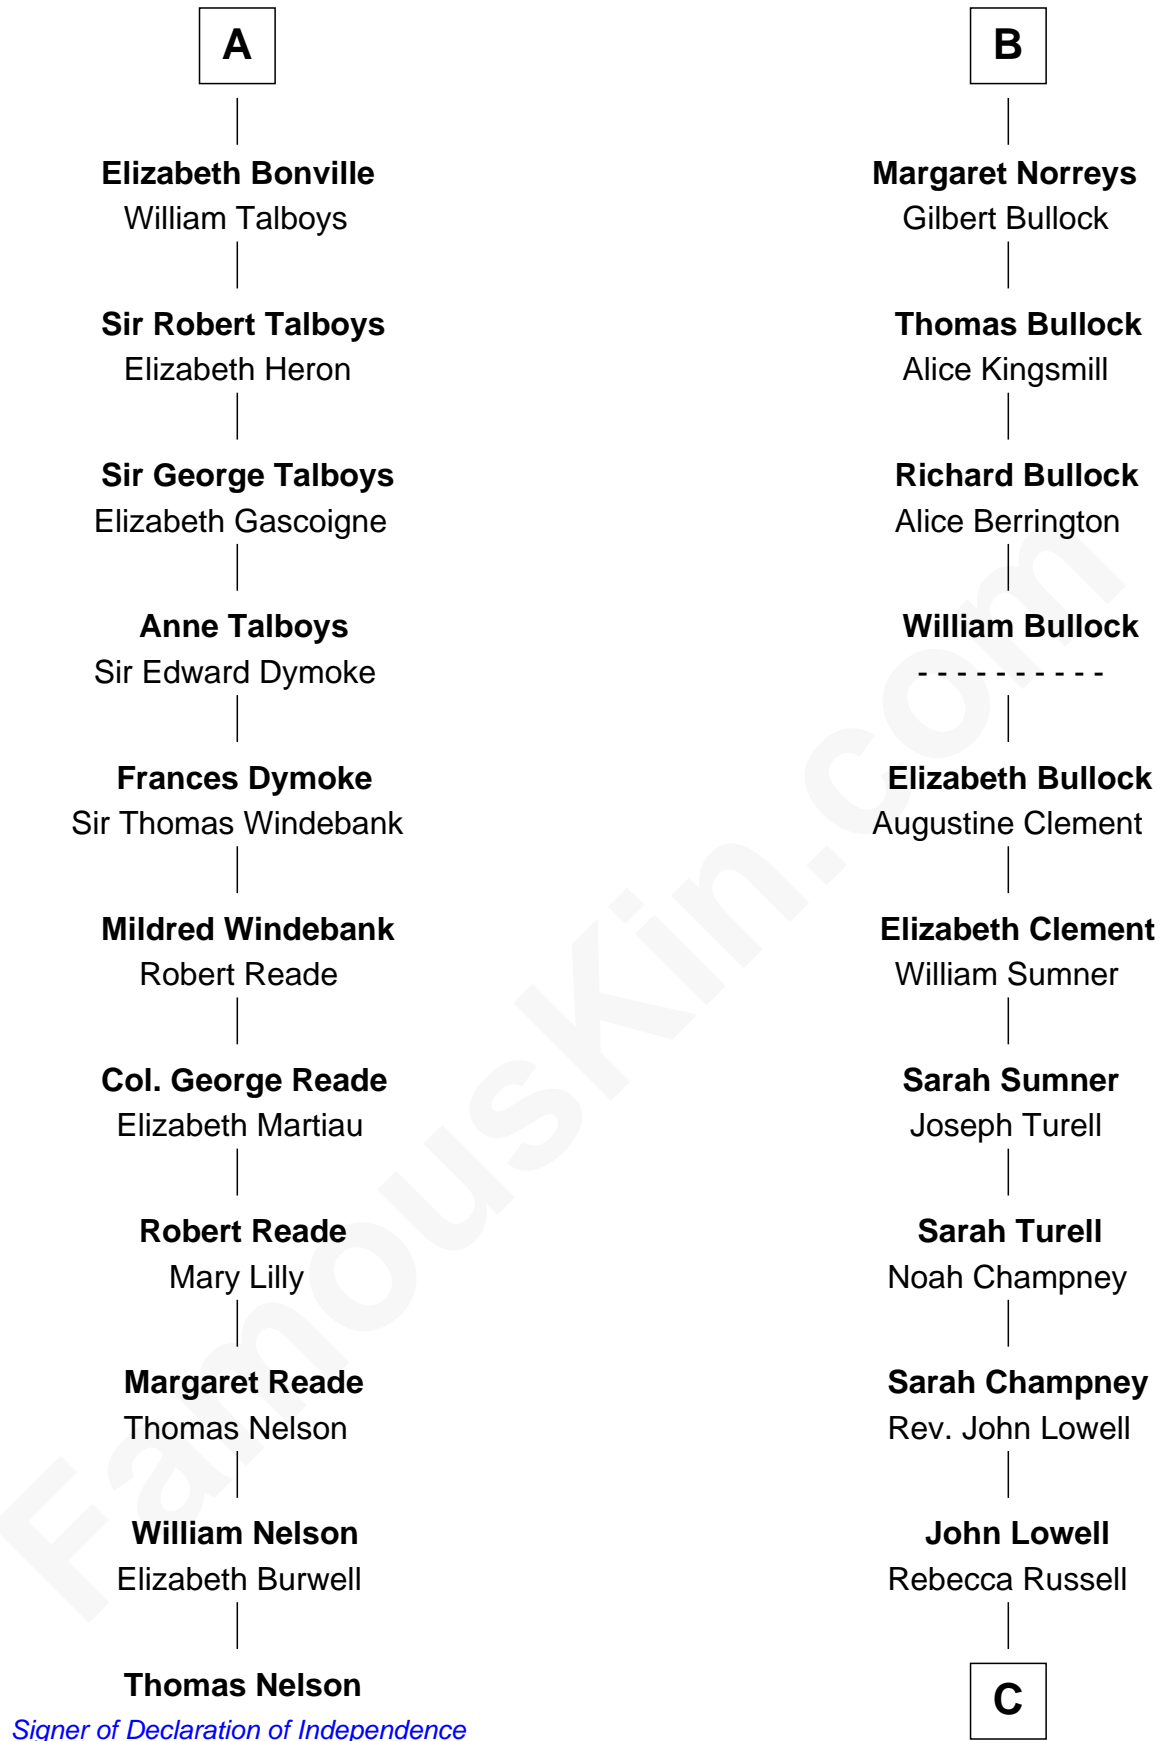 A
Elizabeth Bonville
William Talboys
Sir Robert Talboys
Elizabeth Heron
Sir George Talboys
Elizabeth Gascoigne
Anne Talboys
Sir Edward Dymoke
Frances Dymoke
Sir Thomas Windebank
Mildred Windebank
Robert Reade
Col. George Reade
Elizabeth Martiau
Robert Reade
Mary Lilly
Margaret Reade
Thomas Nelson
William Nelson
Elizabeth Burwell
Thomas Nelson
Signer of Declaration of Independence
B
Margaret Norreys
Gilbert Bullock
Thomas Bullock
Alice Kingsmill
Richard Bullock
Alice Berrington
William Bullock
- - - - - - - - - -
Elizabeth Bullock
Augustine Clement
Elizabeth Clement
William Sumner
Sarah Sumner
Joseph Turell
Sarah Turell
Noah Champney
Sarah Champney
Rev. John Lowell
John Lowell
Rebecca Russell
C
FamousKin.com